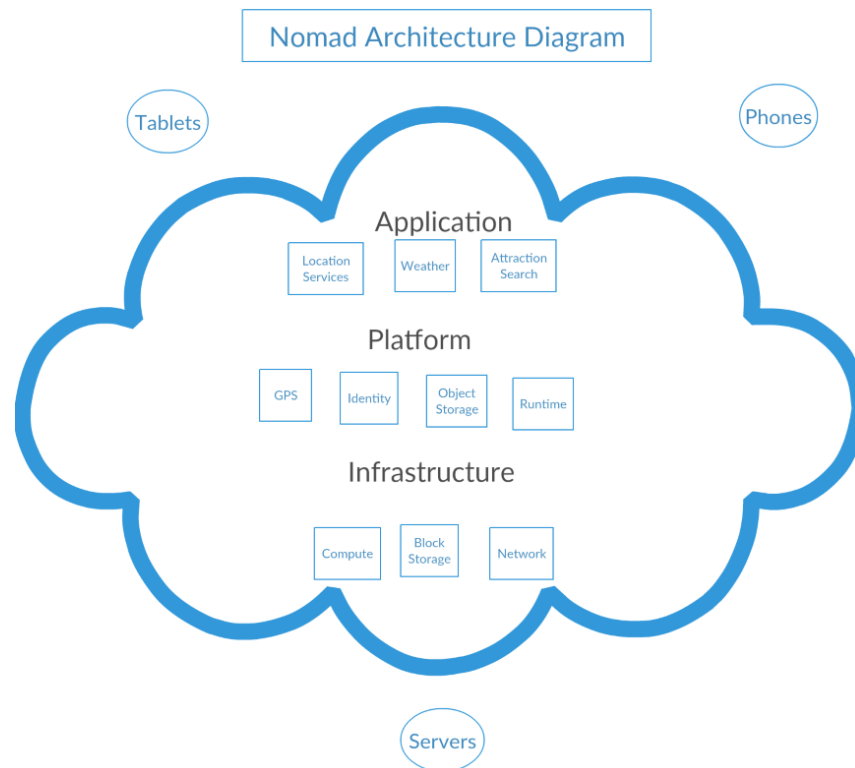 Nomad Architecture Diagram
Tablets
Phones
Application
Location
Services
Weather
Attraction
Search
Platform
GPS
Identity
Object
Storage
Runtime
Infrastructure
Compute
Block
Storage
Network
Servers